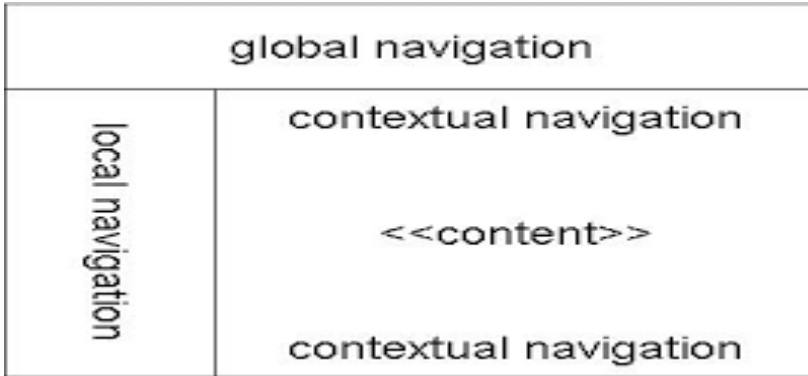 global navigation
local navigation
contextual navigation
<<content>>
contextual navigation